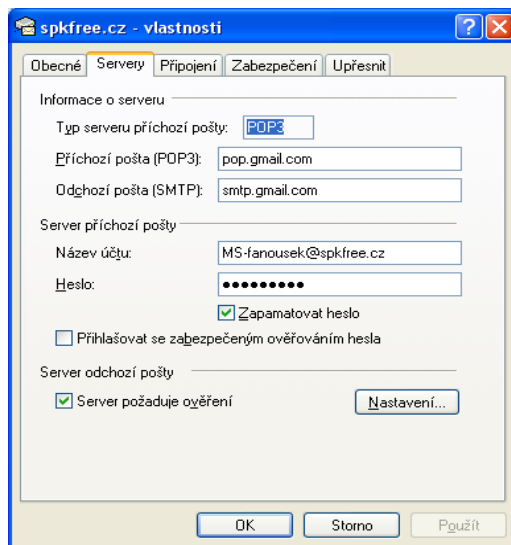 spkfree.cz - vlastnosti
Obecné Servery Připojení Zabezpečení Upřesnit
Informace o serveru
Typ serveru příchozí pošty: POP3
Příchozí pošta (POP3): pop.gmail.com
Odchozí pošta (SMTP): smtp.gmail.com
Server příchozí pošty
Název účtu: MS-fanousek@spkfree.cz
Heslo: ●●●●●●●●●
Zapamatovat heslo
Přihlašovat se zabezpečeným ověřováním hesla
Server odchozí pošty
Server požaduje ověření Nastavení...
OK Storno Použít